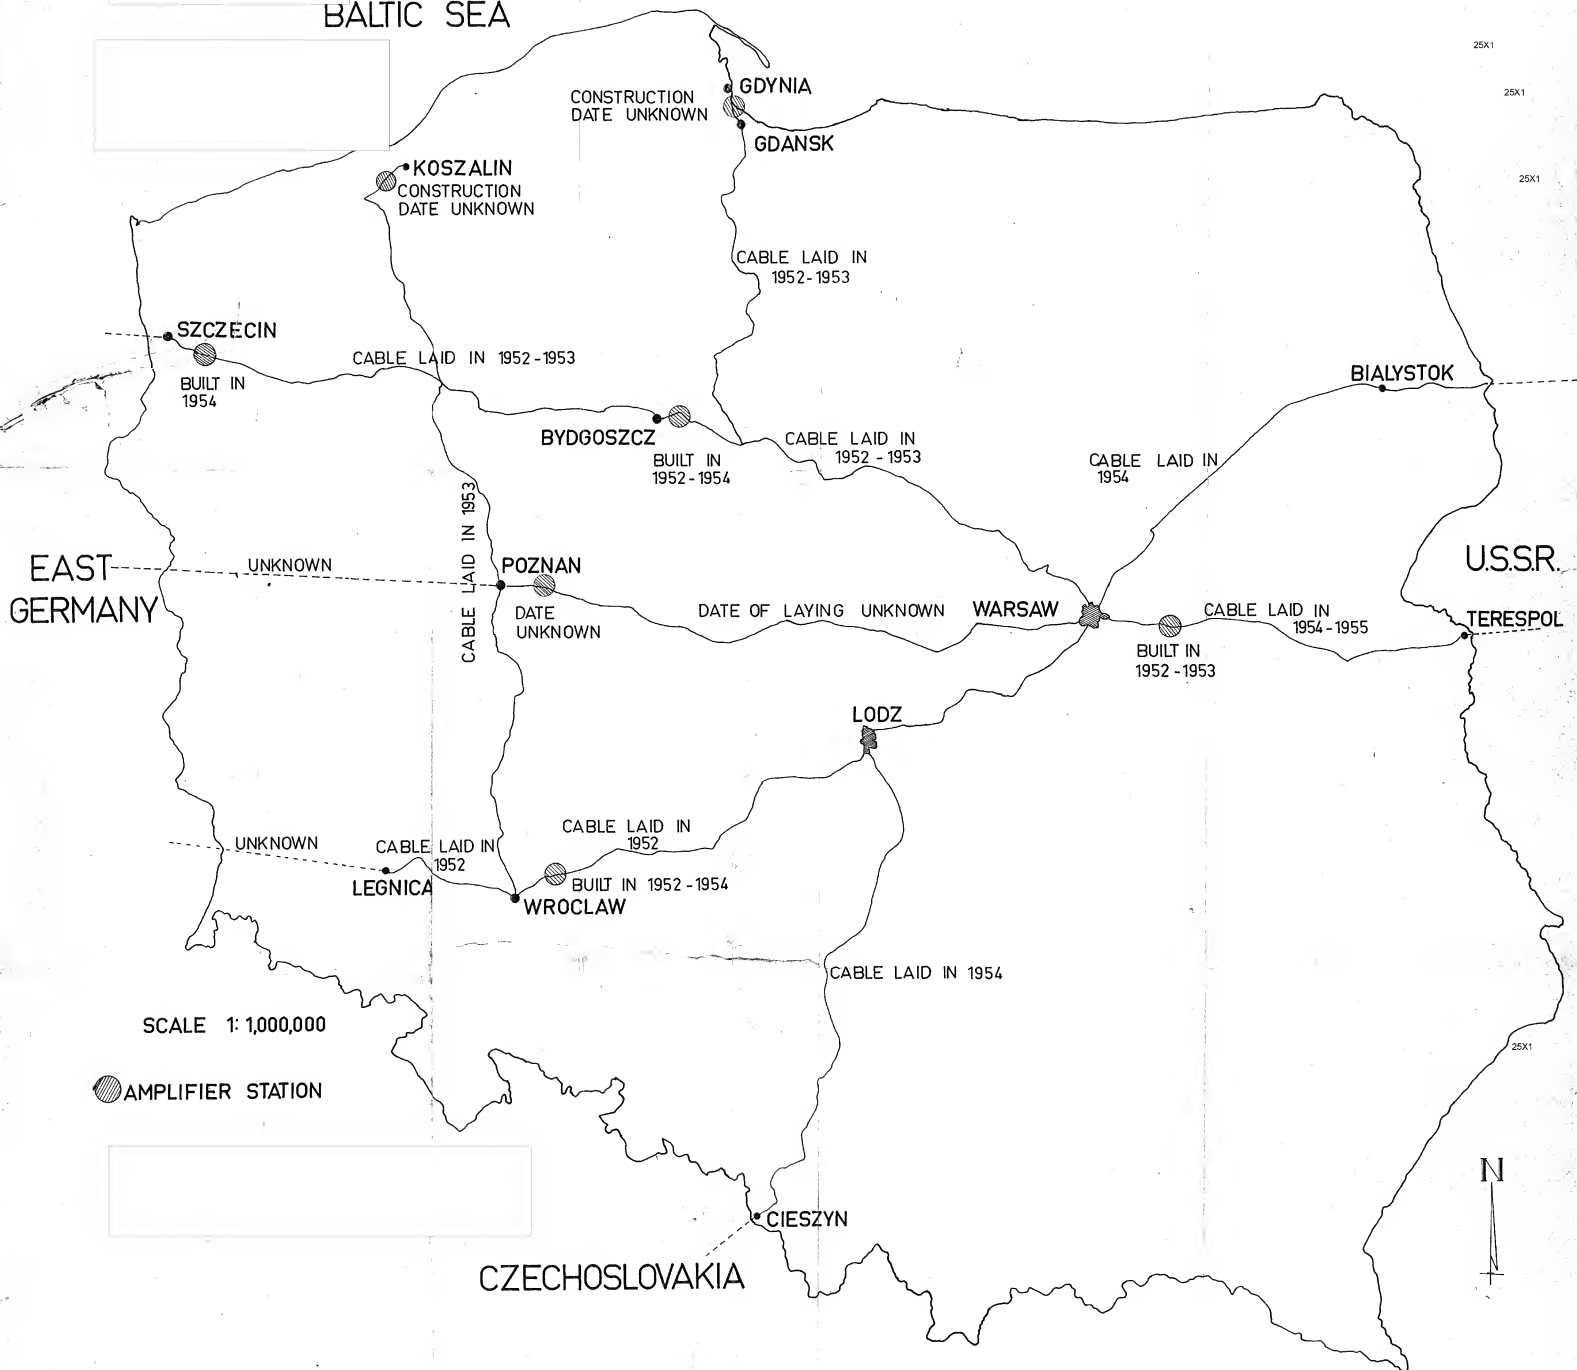 BALTIC SEA
25X1
GDYNIA
25X1
CONSTRUCTION
DATE UNKNOWN
GDANSK
KOSZALIN
25X1
CONSTRUCTION
DATE UNKNOWN
CABLE LAID IN
1952-1953
SZCZECIN
CABLE LAID IN 1952-1953
BUILT IN
1954
BIALYSTOK
BYDGOSZCZ
CABLE LAID IN
1952-1953
BUILT IN
1952-1954
CABLE LAID IN
1954
CABLE LAID IN 1953
EAST
GERMANY
UNKNOWN
POZNAN
DATE
UNKNOWN
DATE OF LAYING UNKNOWN
WARSAW
CABLE LAID IN
1954-1955
U.S.S.R.
TERESPOL
BUILT IN
1952-1953
LODZ
UNKNOWN
CABLE LAID IN
1952
CABLE LAID IN
1952
LEGNICA
BUILT IN 1952-1954
WROCLAW
CABLE LAID IN 1954
SCALE 1:1,000,000
25X1
AMPLIFIER STATION
N
CIESZYN
CZECHOSLOVAKIA